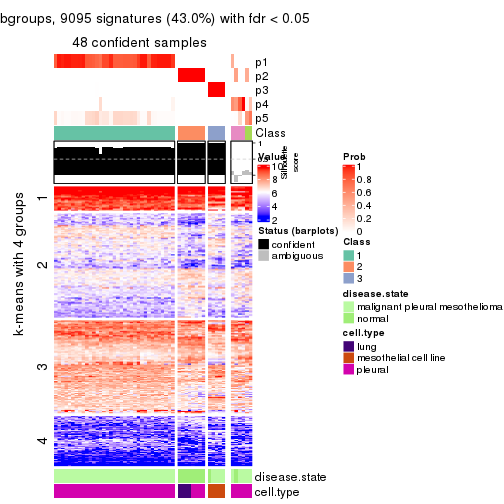 bgroups, 9095 signatures (43.0%) with fdr < 0.05
48 confident samples
p1
p2
p3
p4
p5
Class
1
0.5
Silhouette
score
k-means with 4 groups
1
2
3
4
disease.state
cell.type
Value
10
8
6
4
2
Status (barplots)
confident
ambiguous
Prob
1
0.8
0.6
0.4
0.2
0
Class
1
2
3
disease.state
malignant pleural mesothelioma
normal
cell.type
lung
mesothelial cell line
pleural